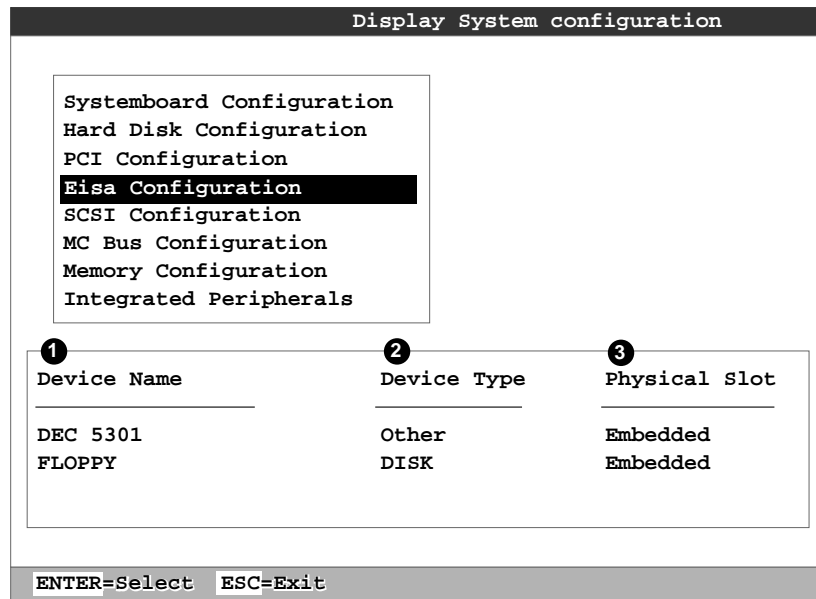 Display System configuration
Systemboard Configuration
Hard Disk Configuration
PCI Configuration
Eisa Configuration
SCSI Configuration
MC Bus Configuration
Memory Configuration
Integrated Peripherals
1 2 3
Device Name Device Type Physical Slot
DEC 5301 Other Embedded
FLOPPY DISK Embedded
ENTER=Select ESC=Exit